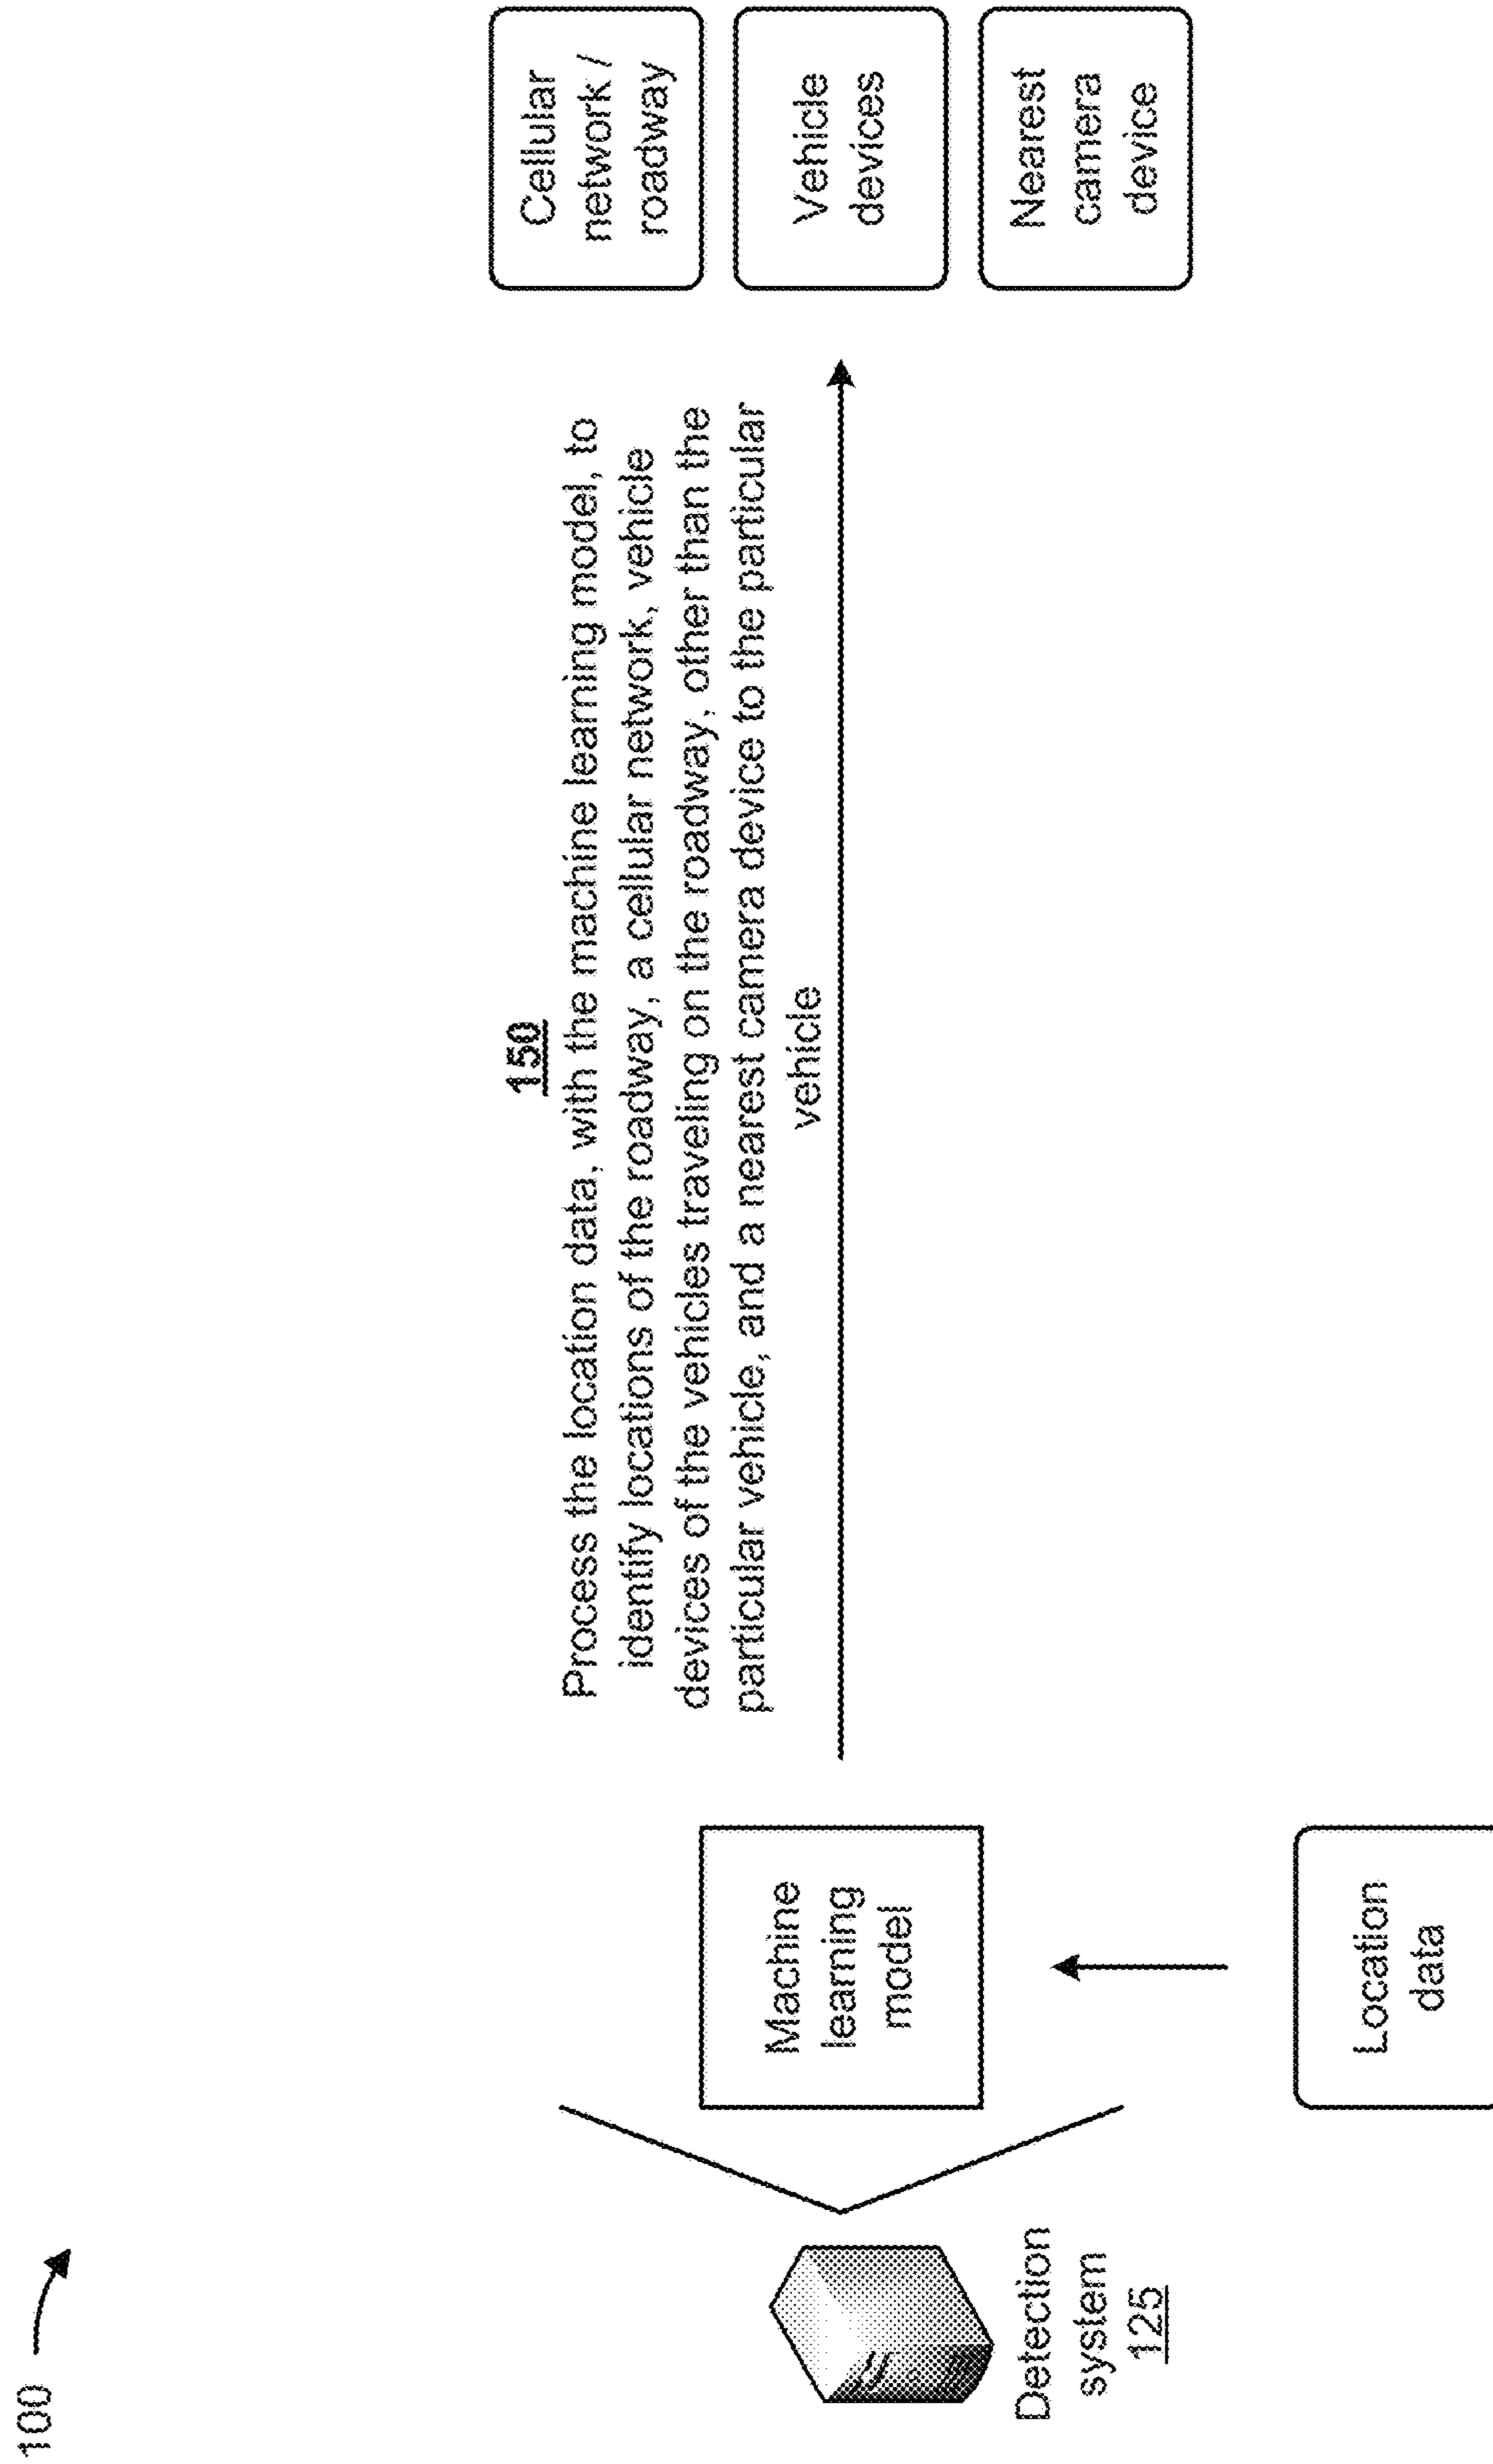 100
150
Process the location data, with the machine learning model, to
identify locations of the roadway, a cellular network, vehicle
devices of the vehicles traveling on the roadway, other than the
particular vehicle, and a nearest camera device to the particular
vehicle
Cellular
network /
roadway
Vehicle
devices
Nearest
camera
device
Machine
learning
model
Detection
system
125
Location
data